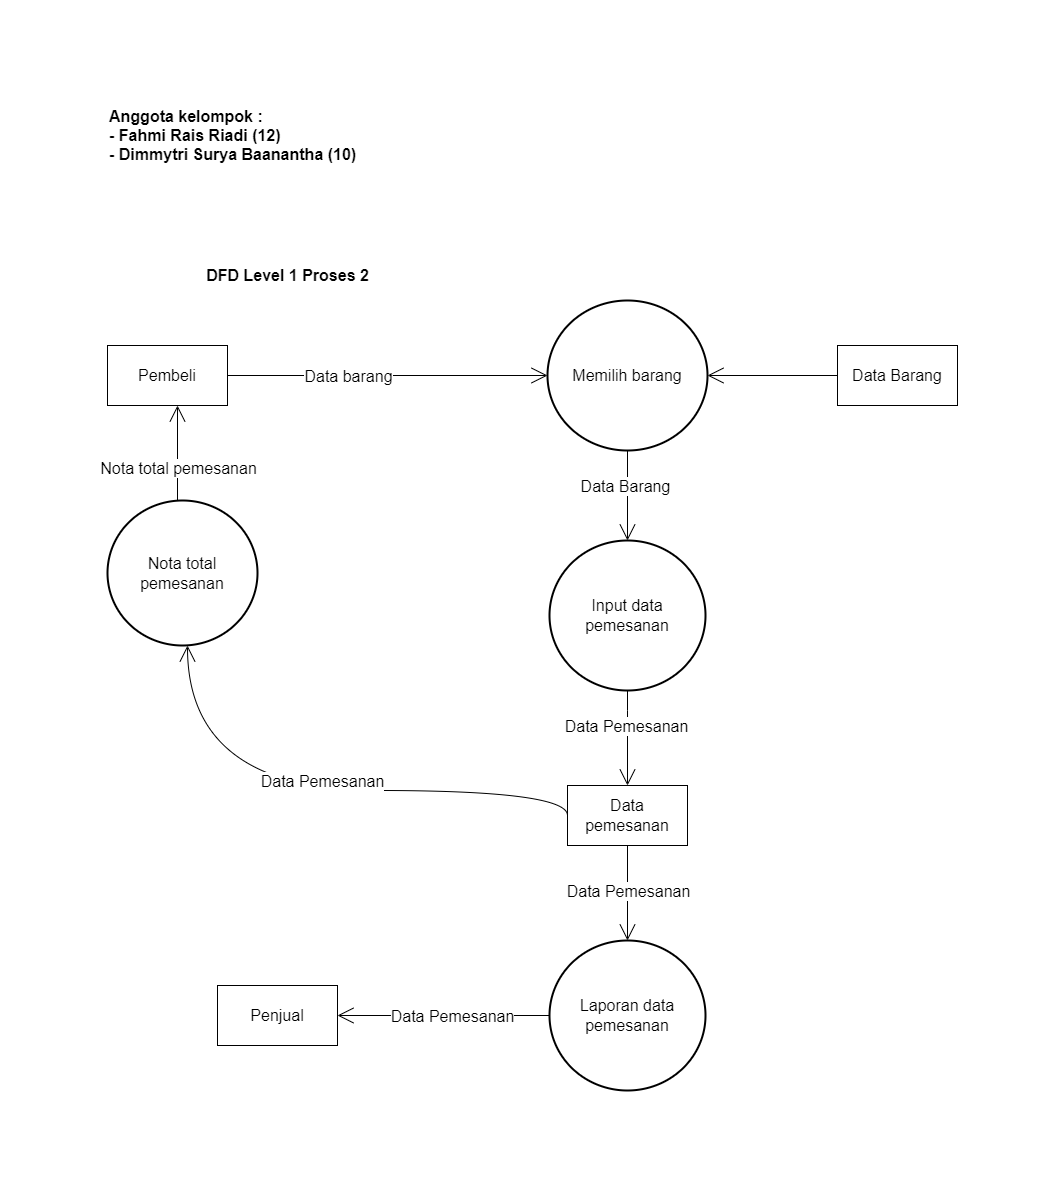 Anggota kelompok :
- Fahmi Rais Riadi (12)
- Dimmytri Surya Baanantha (10)
DFD Level 1 Proses 2
Pembeli
Data barang
Memilih barang
Data Barang
Nota total pemesanan
Data Barang
Nota total
pemesanan
Input data
pemesanan
Data Pemesanan
Data Pemesanan
Data
pemesanan
Data Pemesanan
Penjual
Data Pemesanan
Laporan data
pemesanan